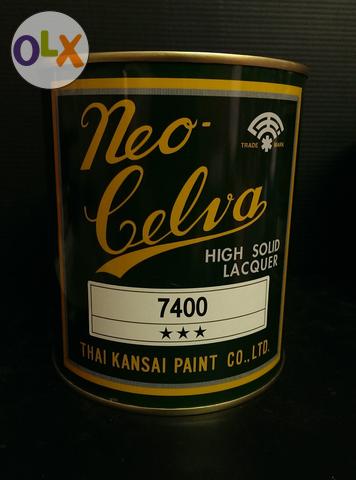 OLX
Neo-
Celva
TRADE MARK
HIGH SOLID
LACQUER
7400
★★★
THAI KANSAI PAINT CO., LTD.